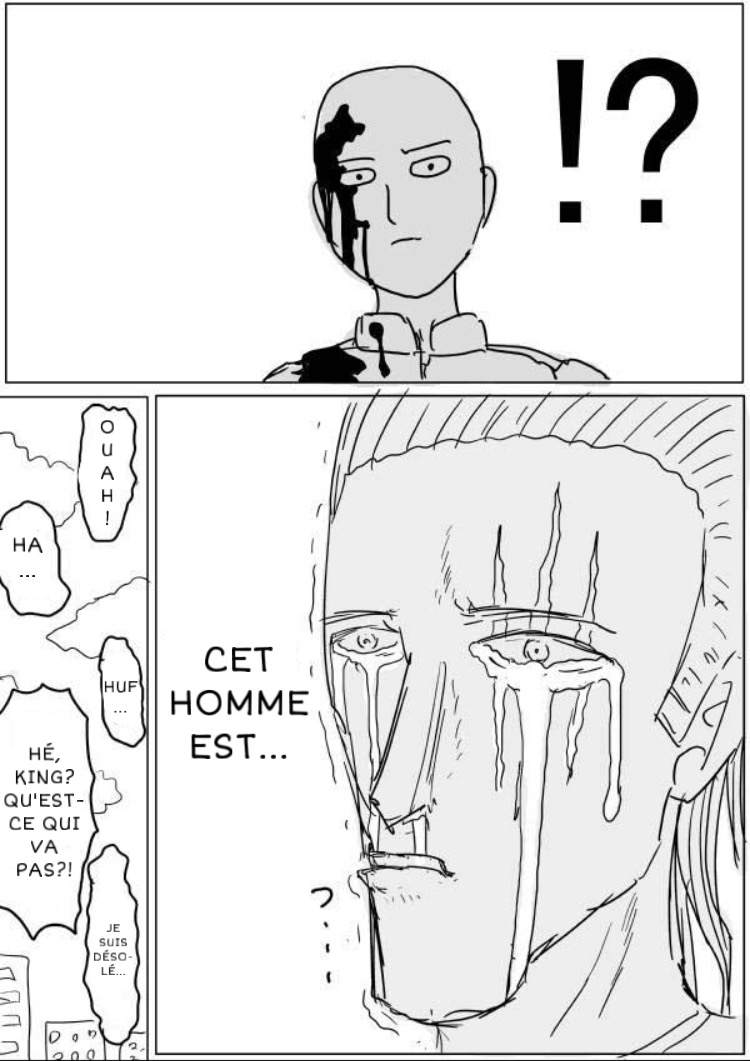 !?
CET
HOMME
EST...
?...
O
U
A
H
!
HA
...
HUF
...
HÉ,
KING?
QU'EST-
CE QUI
VA
PAS?!
JE
SUIS
DÉSO-
LÉ...